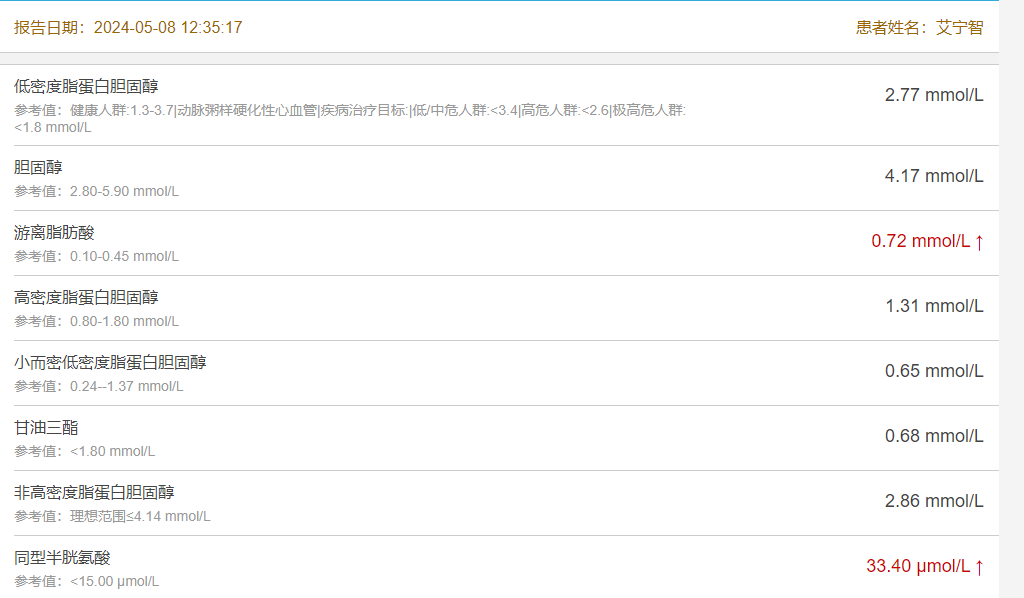 报告日期：2024-05-08 12:35:17 患者姓名：艾宁智
低密度脂蛋白胆固醇
参考值：健康人群:1.3-3.7|动脉粥样硬化性心血管|疾病治疗目标:|低/中危人群:<3.4|高危人群:<2.6|极高危人群:
<1.8 mmol/L
2.77 mmol/L
胆固醇
参考值：2.80-5.90 mmol/L
4.17 mmol/L
游离脂肪酸
参考值：0.10-0.45 mmol/L
0.72 mmol/L ↑
高密度脂蛋白胆固醇
参考值：0.80-1.80 mmol/L
1.31 mmol/L
小而密低密度脂蛋白胆固醇
参考值：0.24--1.37 mmol/L
0.65 mmol/L
甘油三酯
参考值：<1.80 mmol/L
0.68 mmol/L
非高密度脂蛋白胆固醇
参考值：理想范围≤4.14 mmol/L
2.86 mmol/L
同型半胱氨酸
参考值：<15.00 μmol/L
33.40 μmol/L ↑